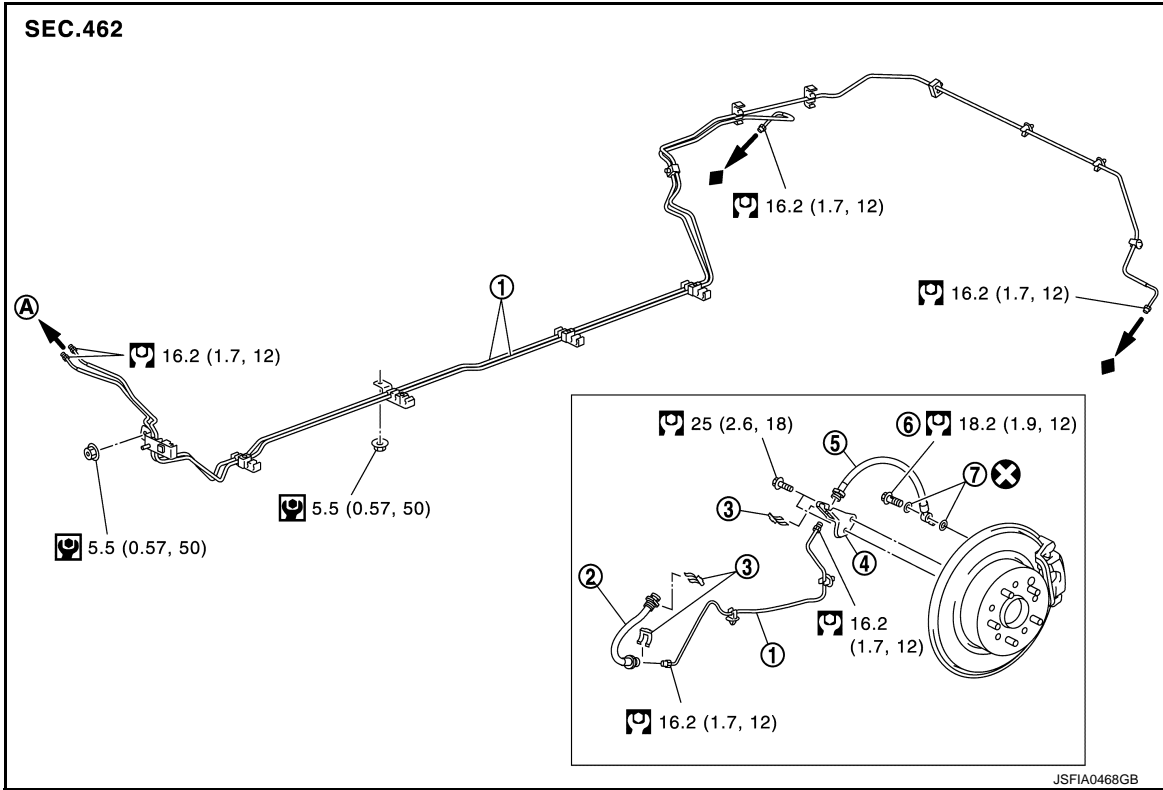 SEC.462
16.2 (1.7, 12)
16.2 (1.7, 12)
A
1
16.2 (1.7, 12)
5.5 (0.57, 50)
5.5 (0.57, 50)
25 (2.6, 18)
6 18.2 (1.9, 12)
5
7
3
4
2
3
16.2
(1.7, 12)
1
16.2 (1.7, 12)
JSFIA0468GB